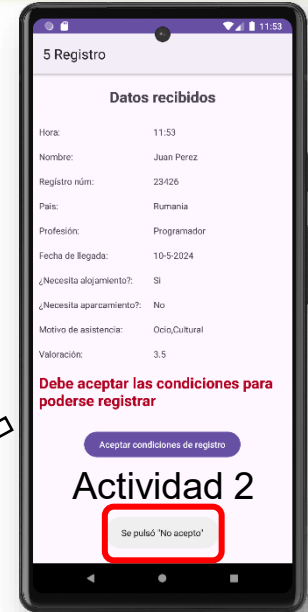 11:53
5 Registro
Datos recibidos
Hora: 11:53
Nombre: Juan Perez
Registro núm: 23426
Pais: Rumania
Profesión: Programador
Fecha de llegada: 10-5-2024
¿Necesita alojamiento?: Si
¿Necesita aparcamiento?: No
Motivo de asistencia: Ocio,Cultural
Valoración: 3.5
Debe aceptar las condiciones para
poderse registrar
Aceptar condiciones de registro
Actividad 2
Se pulsó "No acepto"